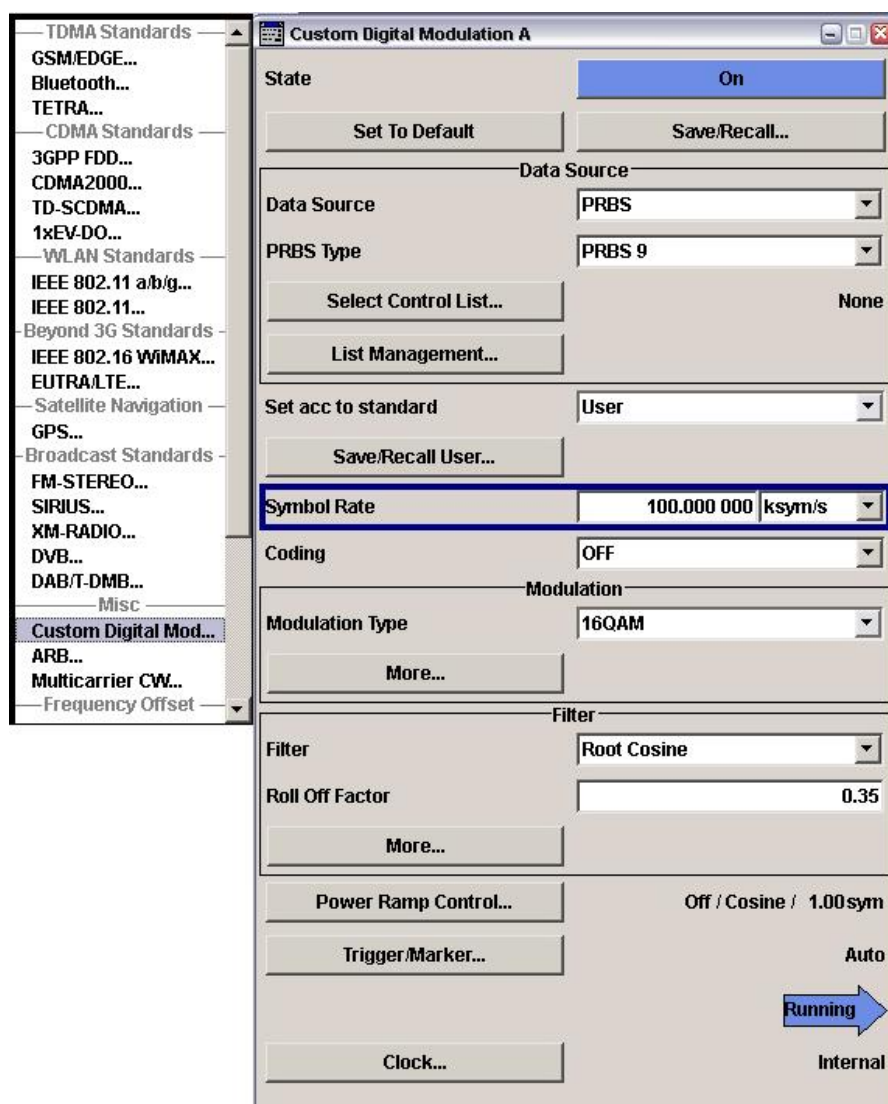 TDMA Standards
GSM/EDGE...
Bluetooth...
TETRA...
CDMA Standards
3GPP FDD...
CDMA2000...
TD-SCDMA...
1xEV-DO...
WLAN Standards
IEEE 802.11 a/b/g...
IEEE 802.11...
Beyond 3G Standards
IEEE 802.16 WiMAX...
EUTRA/LTE...
Satellite Navigation
GPS...
Broadcast Standards
FM-STEREO...
SIRIUS...
XM-RADIO...
DVB...
DAB/T-DMB...
Misc
Custom Digital Mod...
ARB...
Multicarrier CW...
Frequency Offset
Custom Digital Modulation A
State On
Set To Default Save/Recall...
Data Source
Data Source PRBS
PRBS Type PRBS 9
Select Control List... None
List Management...
Set acc to standard User
Save/Recall User...
Symbol Rate 100.000 000 ksym/s
Coding OFF
Modulation
Modulation Type 16QAM
More...
Filter
Filter Root Cosine
Roll Off Factor 0.35
More...
Power Ramp Control... Off / Cosine / 1.00 sym
Trigger/Marker... Auto
Running
Clock... Internal